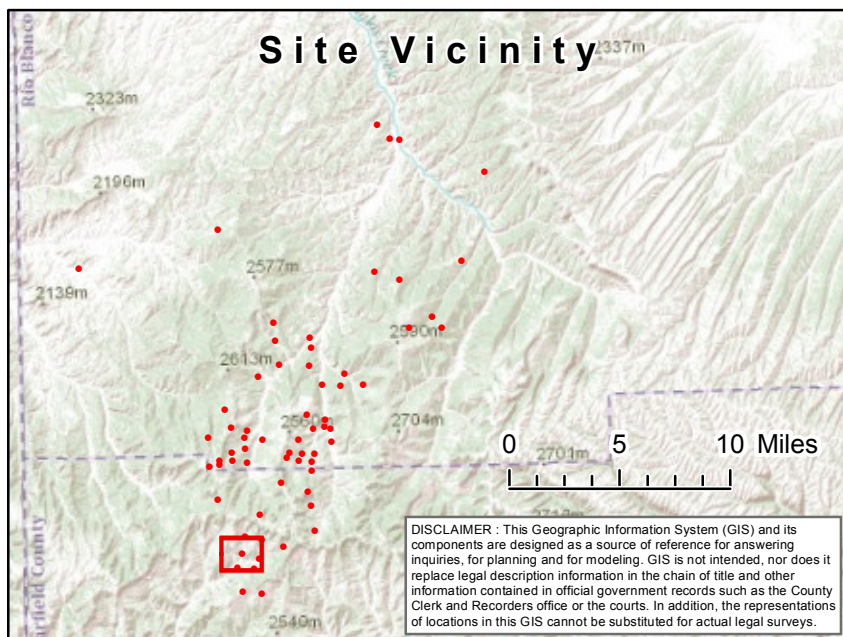 Site Vicinity
2337m
Rio Blanco
2323m
Creek
2196m
2577m
2139m
2590m
2613m
2560m
2704m
0 5 10 Miles
2701m
DISCLAIMER : This Geographic Information System (GIS) and its
components are designed as a source of reference for answering
inquiries, for planning and for modeling. GIS is not intended, nor does it
replace legal description information in the chain of title and other
information contained in official government records such as the County
Clerk and Recorders office or the courts. In addition, the representations
of locations in this GIS cannot be substituted for actual legal surveys.
arfield County
2540m